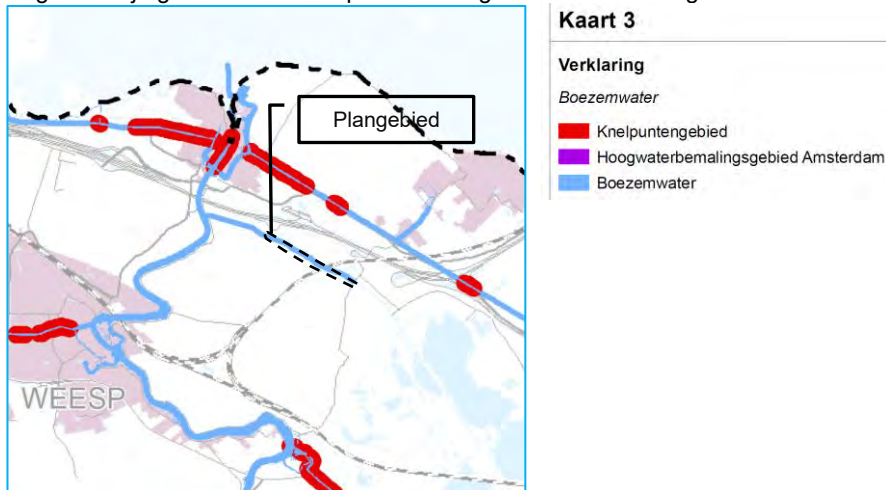 Plangebied
WEESP
Kaart 3
Verklaring
Boezemwater
Knelpuntengebied
Hoogwaterbemalingsgebied Amsterdam
Boezemwater